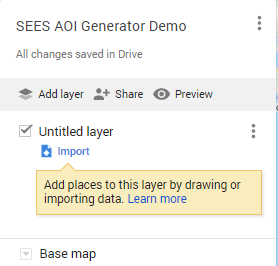 SEES AOI Generator Demo
All changes saved in Drive
Add layer Share Preview
Untitled layer
Import
Add places to this layer by drawing or
importing data. Learn more
Base map